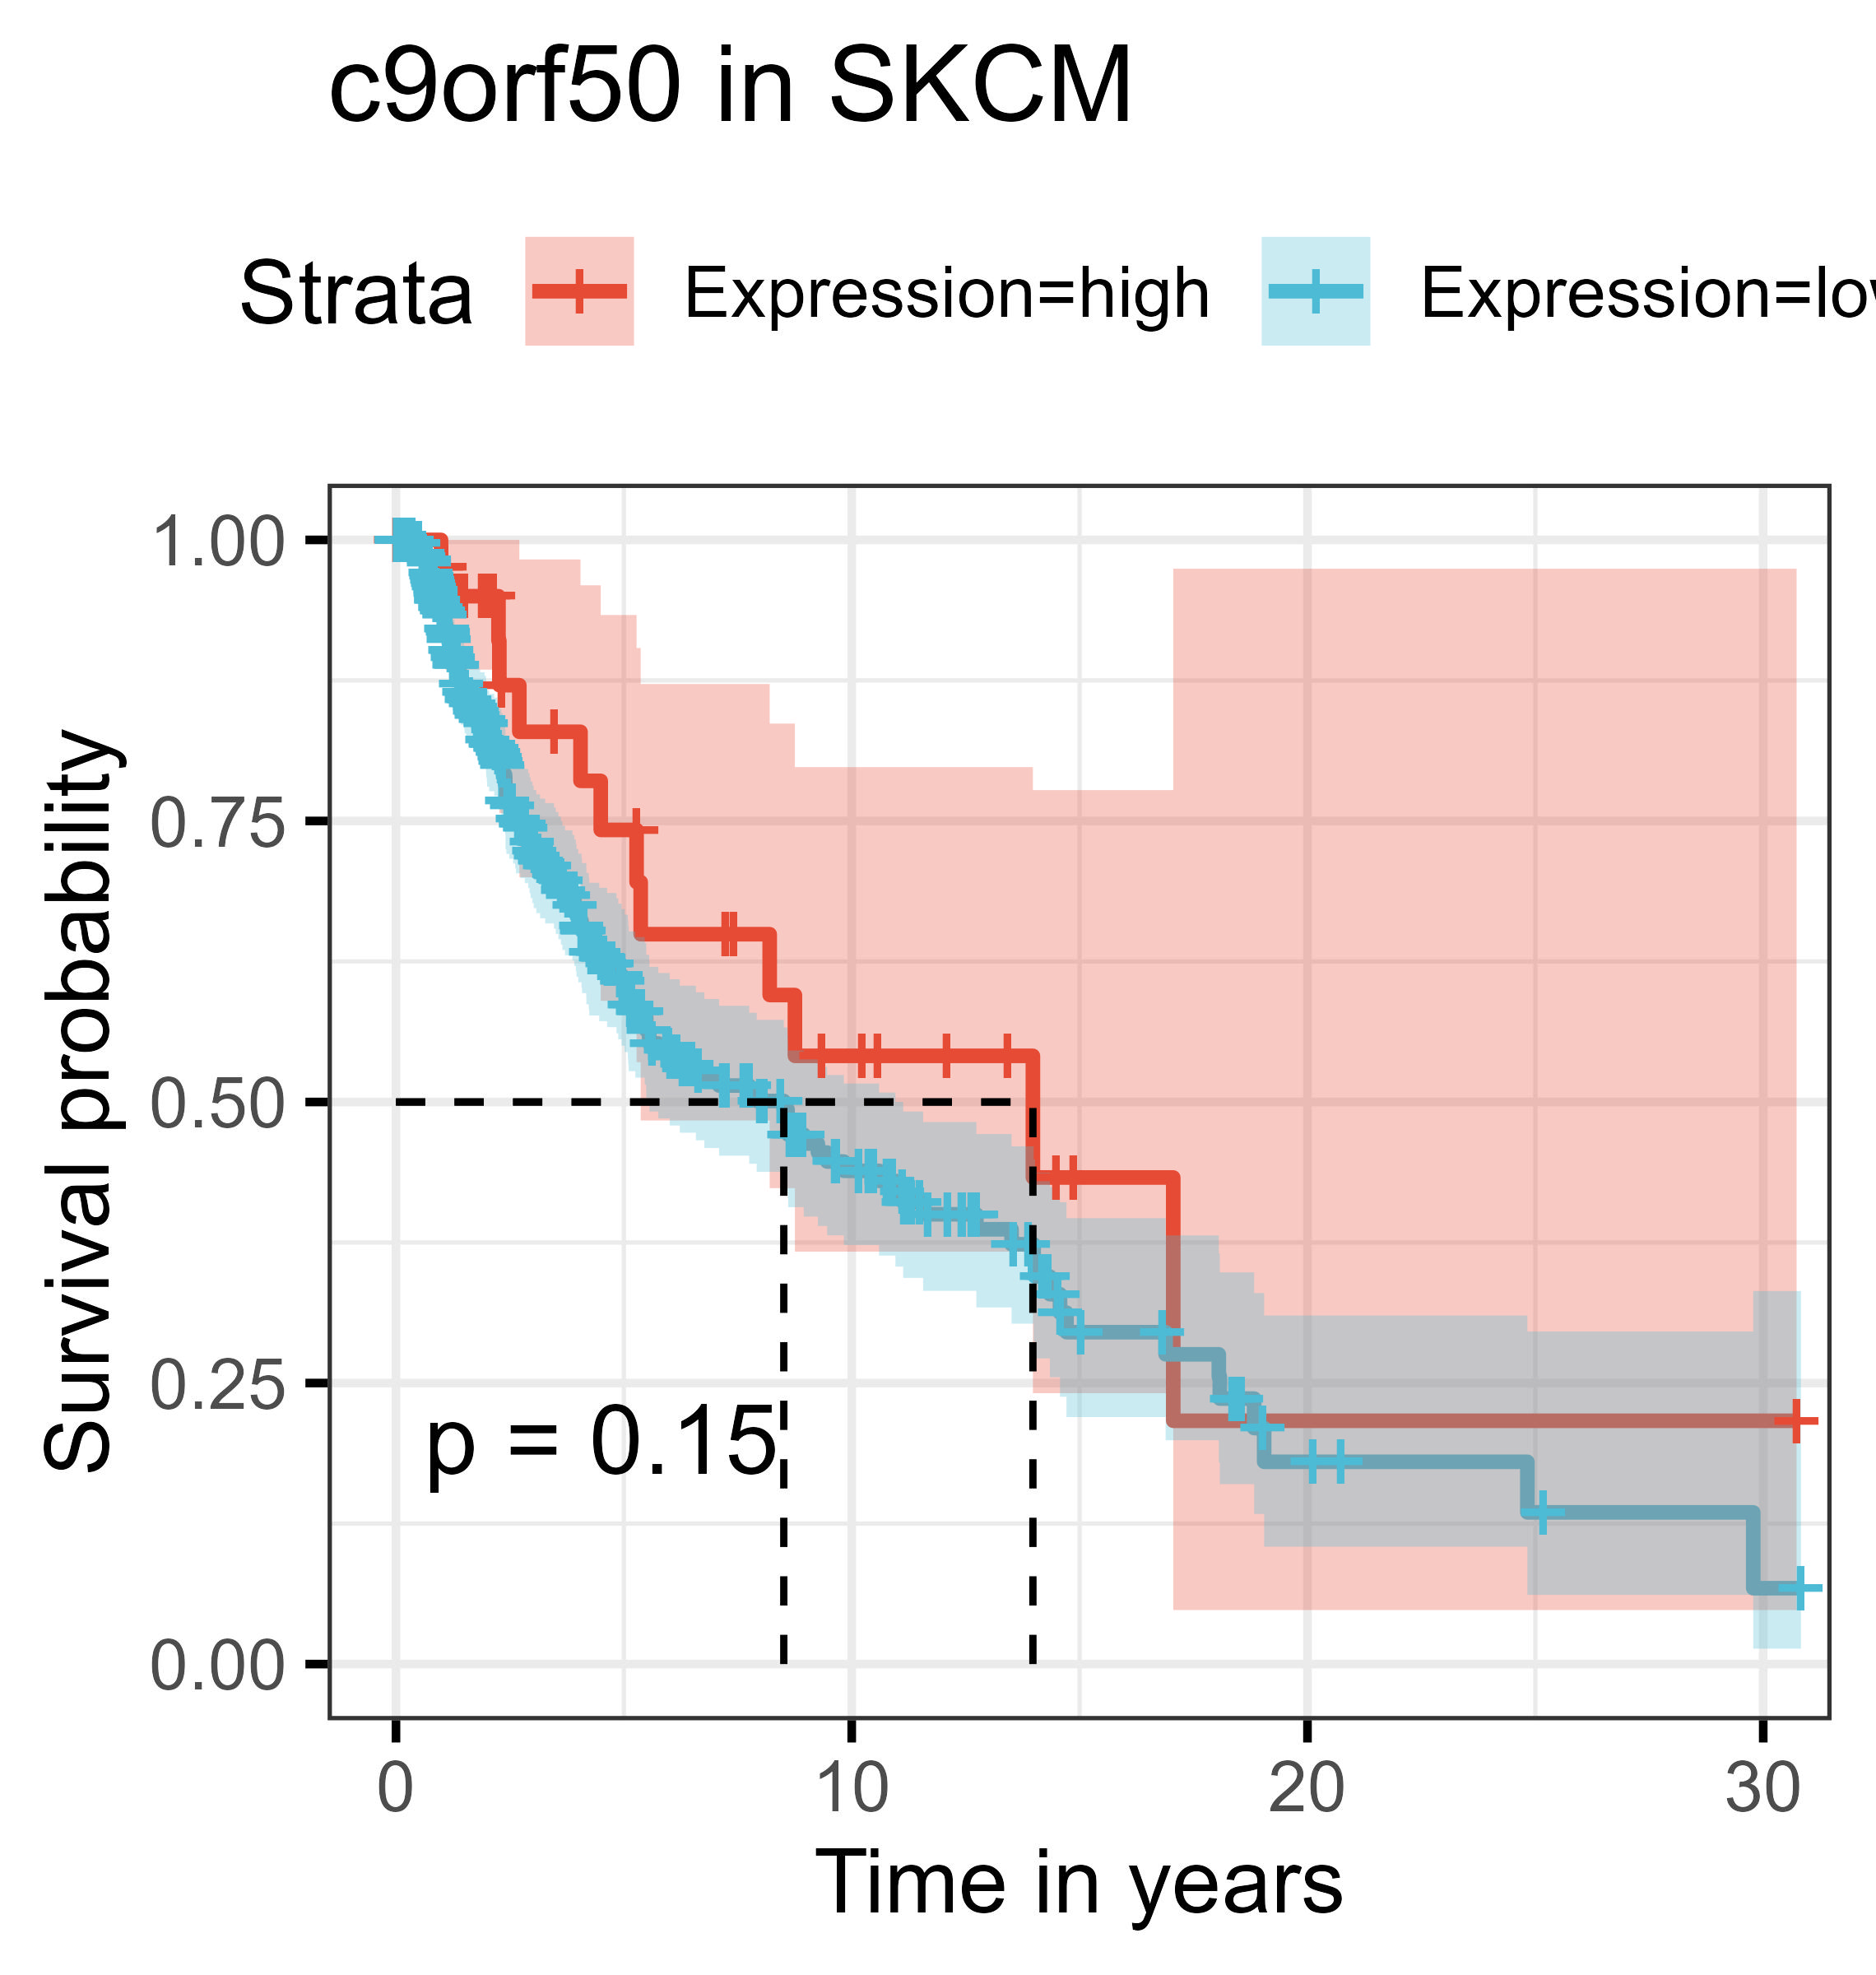 c9orf50 in SKCM
Strata Expression=high Expression=lo
Survival probability
1.00
0.75
0.50
0.25
0.00
p = 0.15
0 10 20 30
Time in years